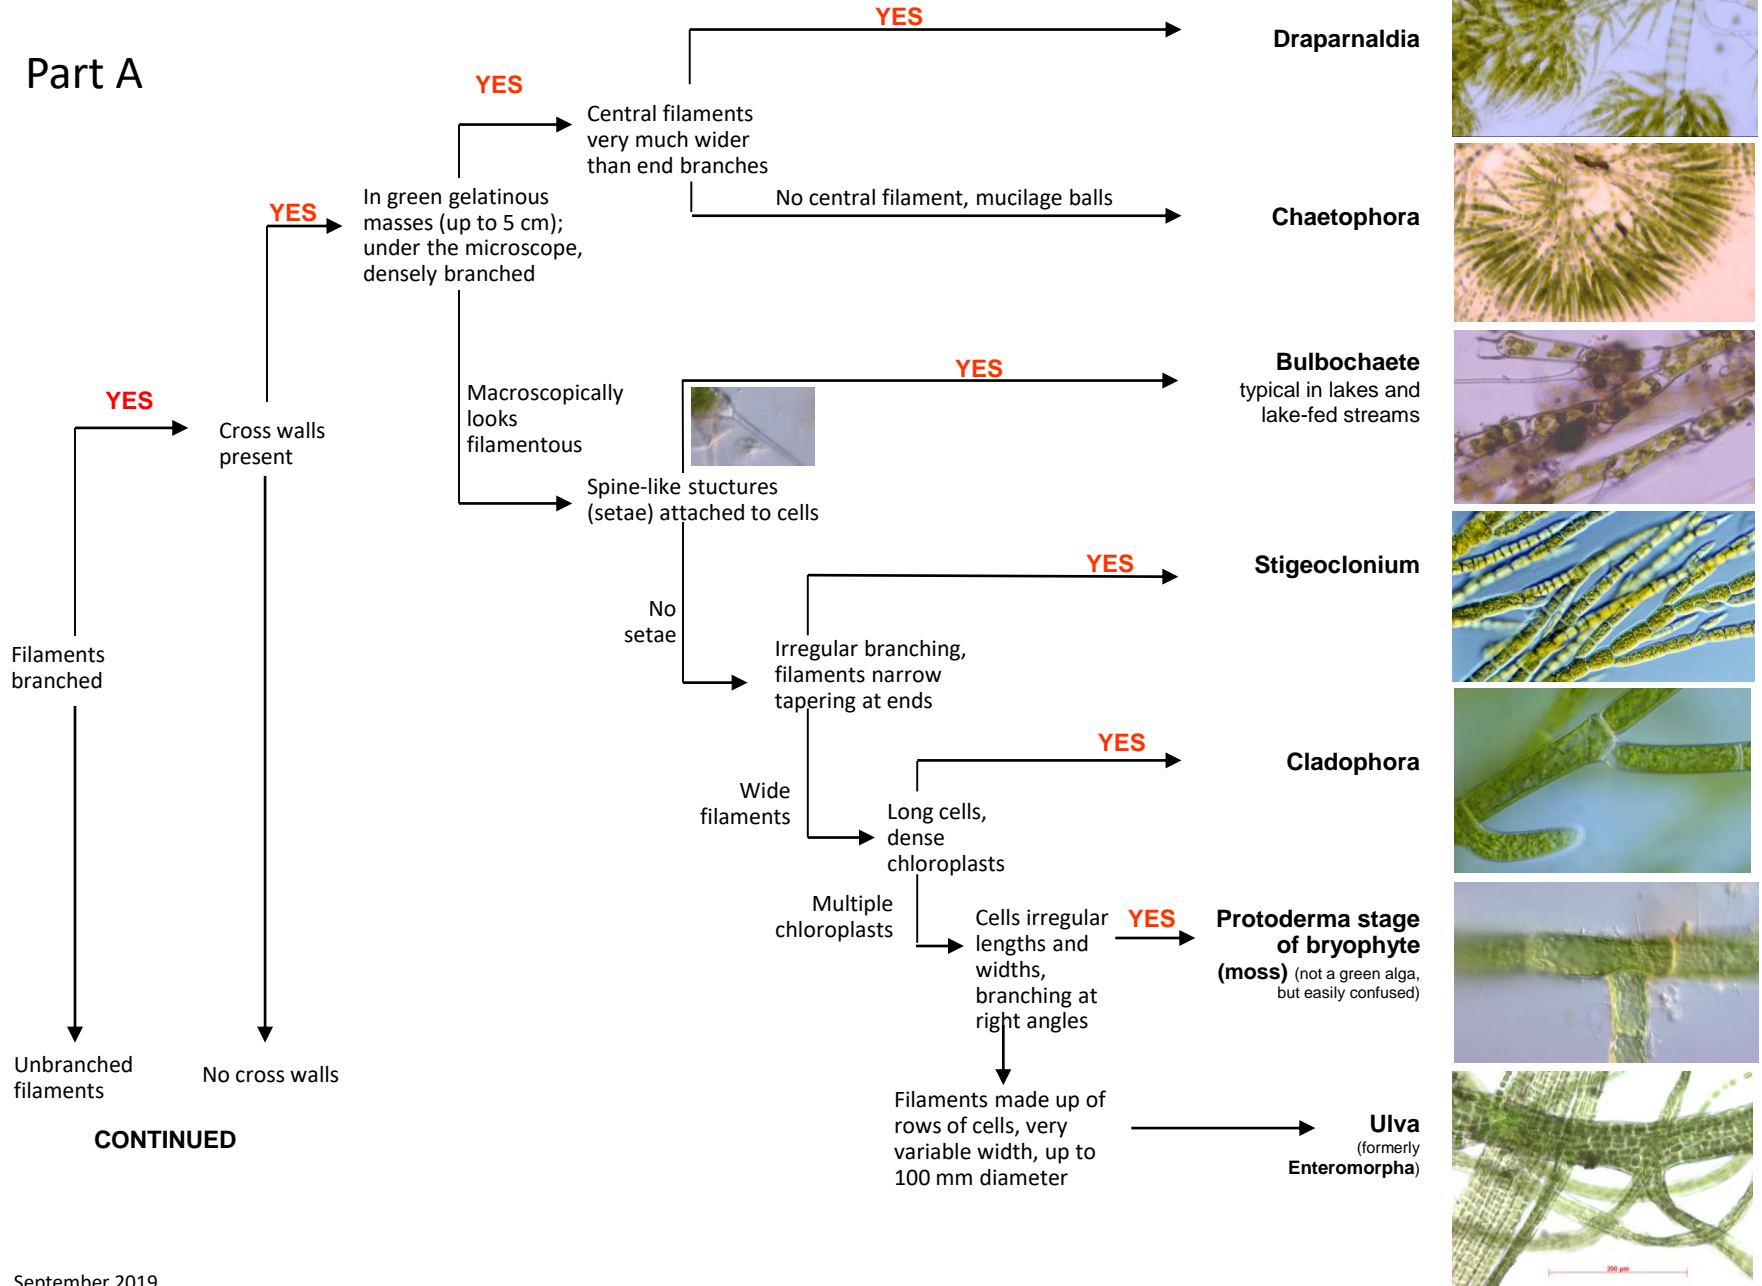 Part A
YES
Draparnaldia
YES
Central filaments
very much wider
than end branches
No central filament, mucilage balls
Chaetophora
YES
In green gelatinous
masses (up to 5 cm);
under the microscope,
densely branched
Macroscopically
looks
filamentous
YES
Bulbochaete
typical in lakes and
lake-fed streams
YES
Cross walls
present
Spine-like stuctures
(setae) attached to cells
YES
Stigeoclonium
No
setae
Irregular branching,
filaments narrow
tapering at ends
Filaments
branched
YES
Cladophora
Wide
filaments
Long cells,
dense
chloroplasts
Multiple
chloroplasts
Cells irregular
lengths and
widths,
branching at
right angles
YES
Protoderma stage
of bryophyte
(moss) (not a green alga,
but easily confused)
Unbranched
filaments
No cross walls
CONTINUED
Filaments made up of
rows of cells, very
variable width, up to
100 mm diameter
Ulva
(formerly
Enteromorpha)
200 µm
September 2019